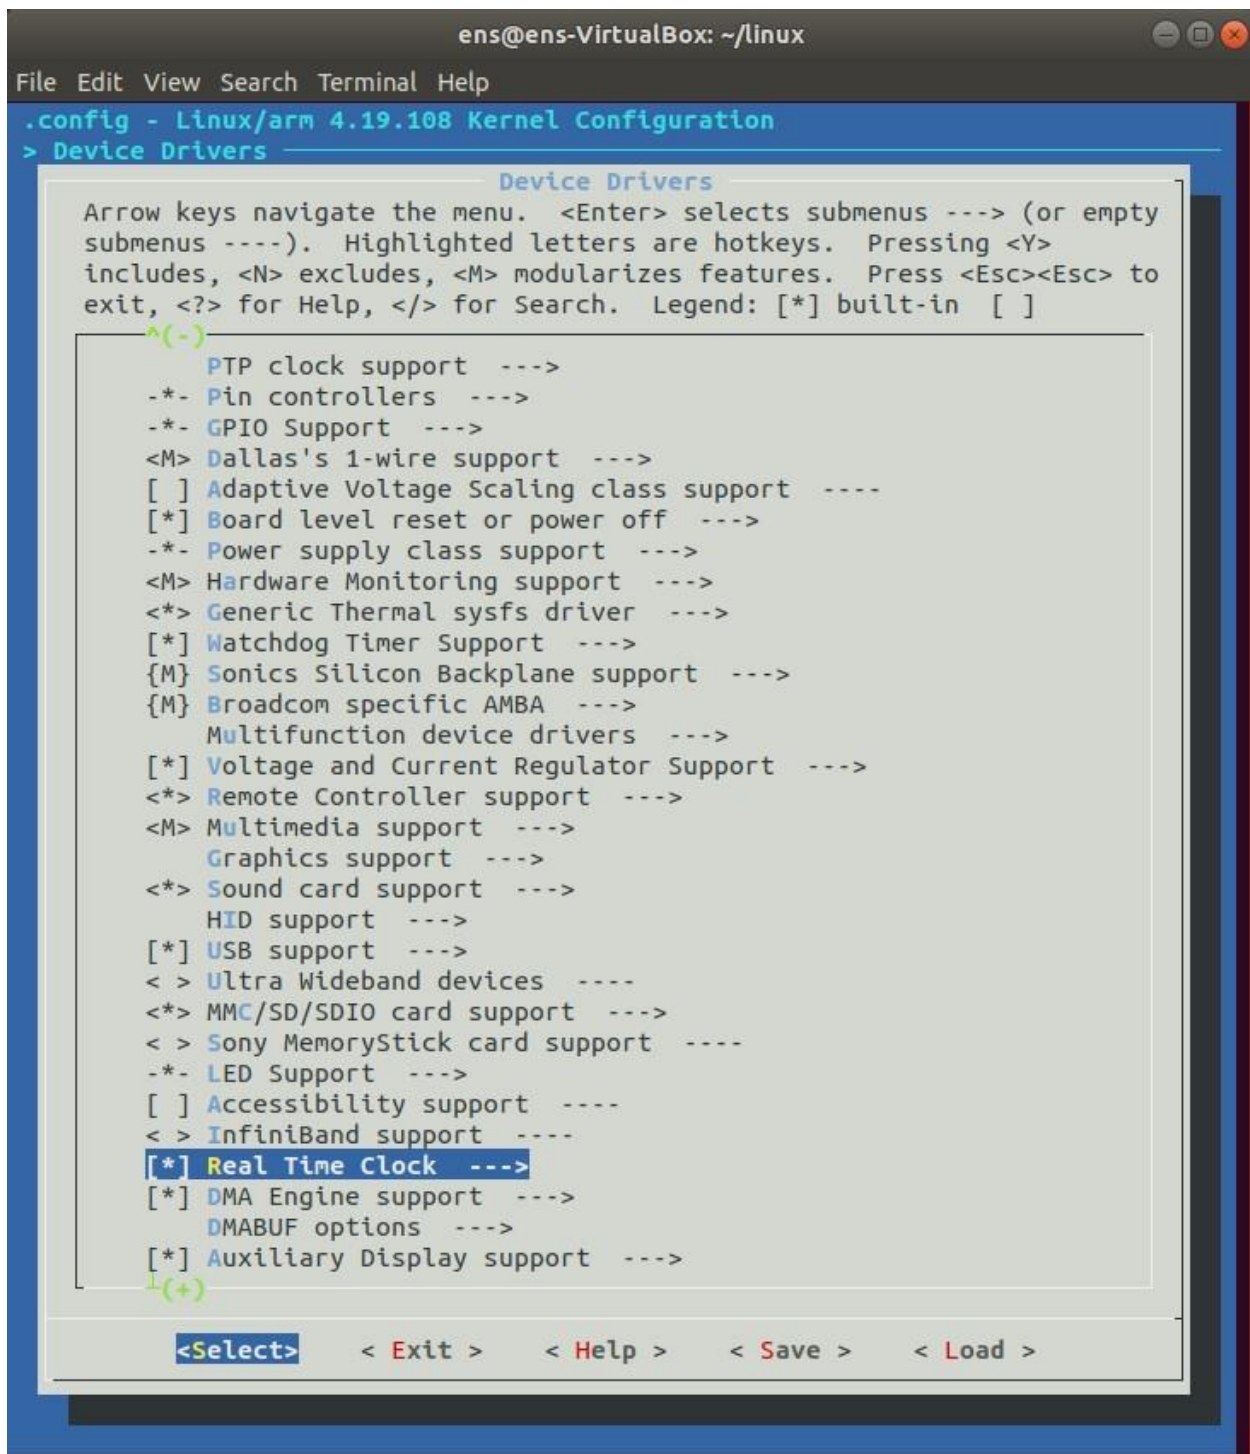 ens@ens-VirtualBox: ~/linux
File Edit View Search Terminal Help
.config - Linux/arm 4.19.108 Kernel Configuration
> Device Drivers
Device Drivers
Arrow keys navigate the menu.  <Enter> selects submenus ---> (or empty
submenus ----).  Highlighted letters are hotkeys.  Pressing <Y>
includes, <N> excludes, <M> modularizes features.  Press <Esc><Esc> to
exit, <?> for Help, </> for Search.  Legend: [*] built-in  [ ]
^(-)
PTP clock support  --->
-*- Pin controllers  --->
-*- GPIO Support  --->
<M> Dallas's 1-wire support  --->
[ ] Adaptive Voltage Scaling class support  ----
[*] Board level reset or power off  --->
-*- Power supply class support  --->
<M> Hardware Monitoring support  --->
<*> Generic Thermal sysfs driver  --->
[*] Watchdog Timer Support  --->
{M} Sonics Silicon Backplane support  --->
{M} Broadcom specific AMBA  --->
Multifunction device drivers  --->
[*] Voltage and Current Regulator Support  --->
<*> Remote Controller support  --->
<M> Multimedia support  --->
Graphics support  --->
<*> Sound card support  --->
HID support  --->
[*] USB support  --->
< > Ultra Wideband devices  ----
<*> MMC/SD/SDIO card support  --->
< > Sony MemoryStick card support  ----
-*- LED Support  --->
[ ] Accessibility support  ----
< > InfiniBand support  ----
[*] Real Time Clock  --->
[*] DMA Engine support  --->
DMABUF options  --->
[*] Auxiliary Display support  --->
┴(+)
<Select>    < Exit >    < Help >    < Save >    < Load >